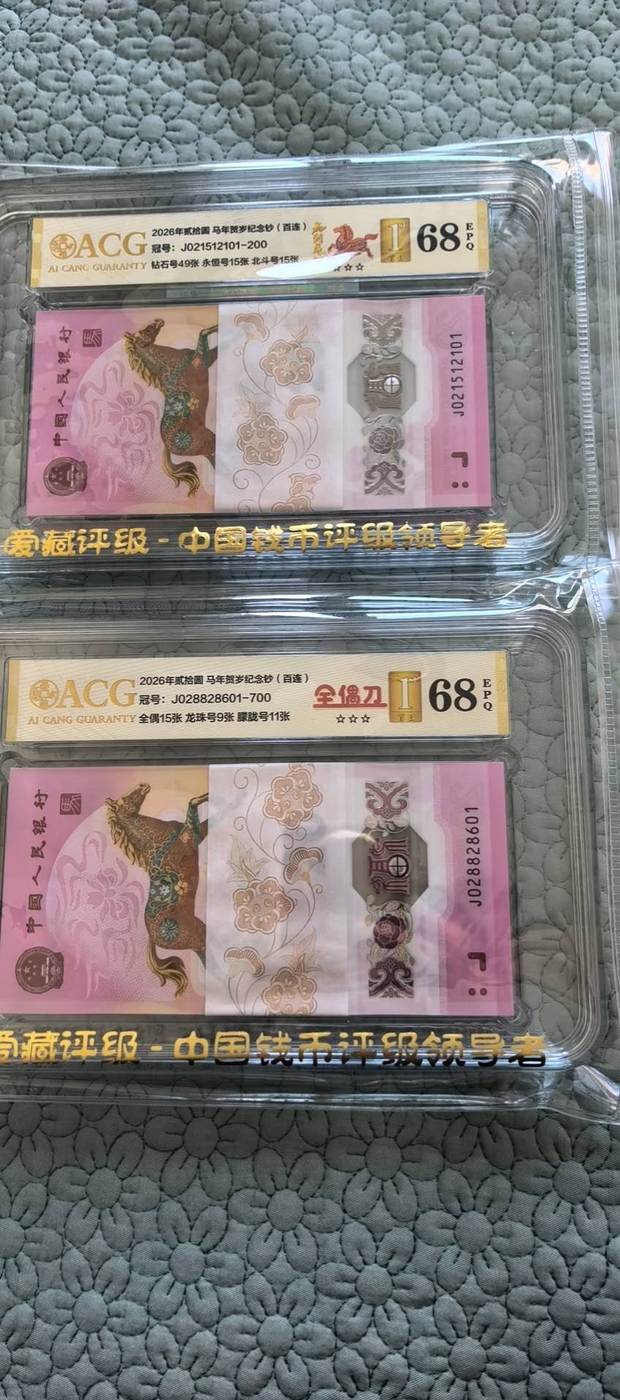 ACG
AI CANG GUARANTY
2026年贰拾圆 马年贺岁纪念钞（百连）
冠号：J021512101-200
钻石号49张 永恒号15张 北斗号15张
☆☆☆
68
EPQ
中国人民银行
J021512101
爱藏评级-中国钱币评级领导者
ACG
AI CANG GUARANTY
2026年贰拾圆 马年贺岁纪念钞（百连）
冠号：J028828601-700
全偶15张 龙珠号9张 朦胧号11张
全偶刀
☆☆☆
68
EPQ
中国人民银行
J028828601
爱藏评级-中国钱币评级领导者